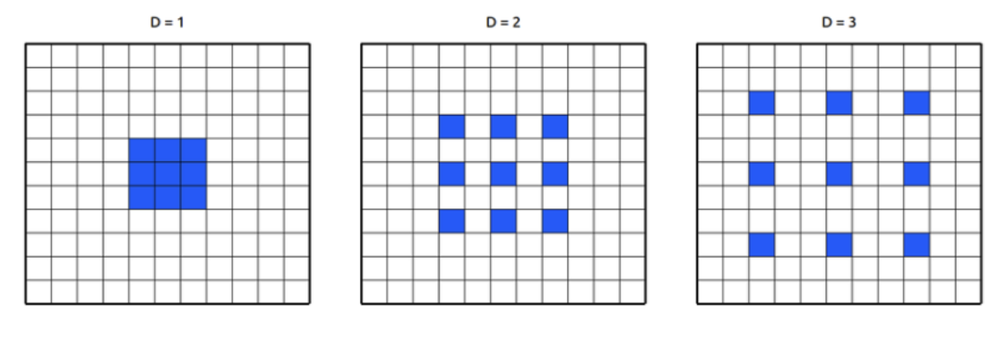 D = 1
D = 2
D = 3